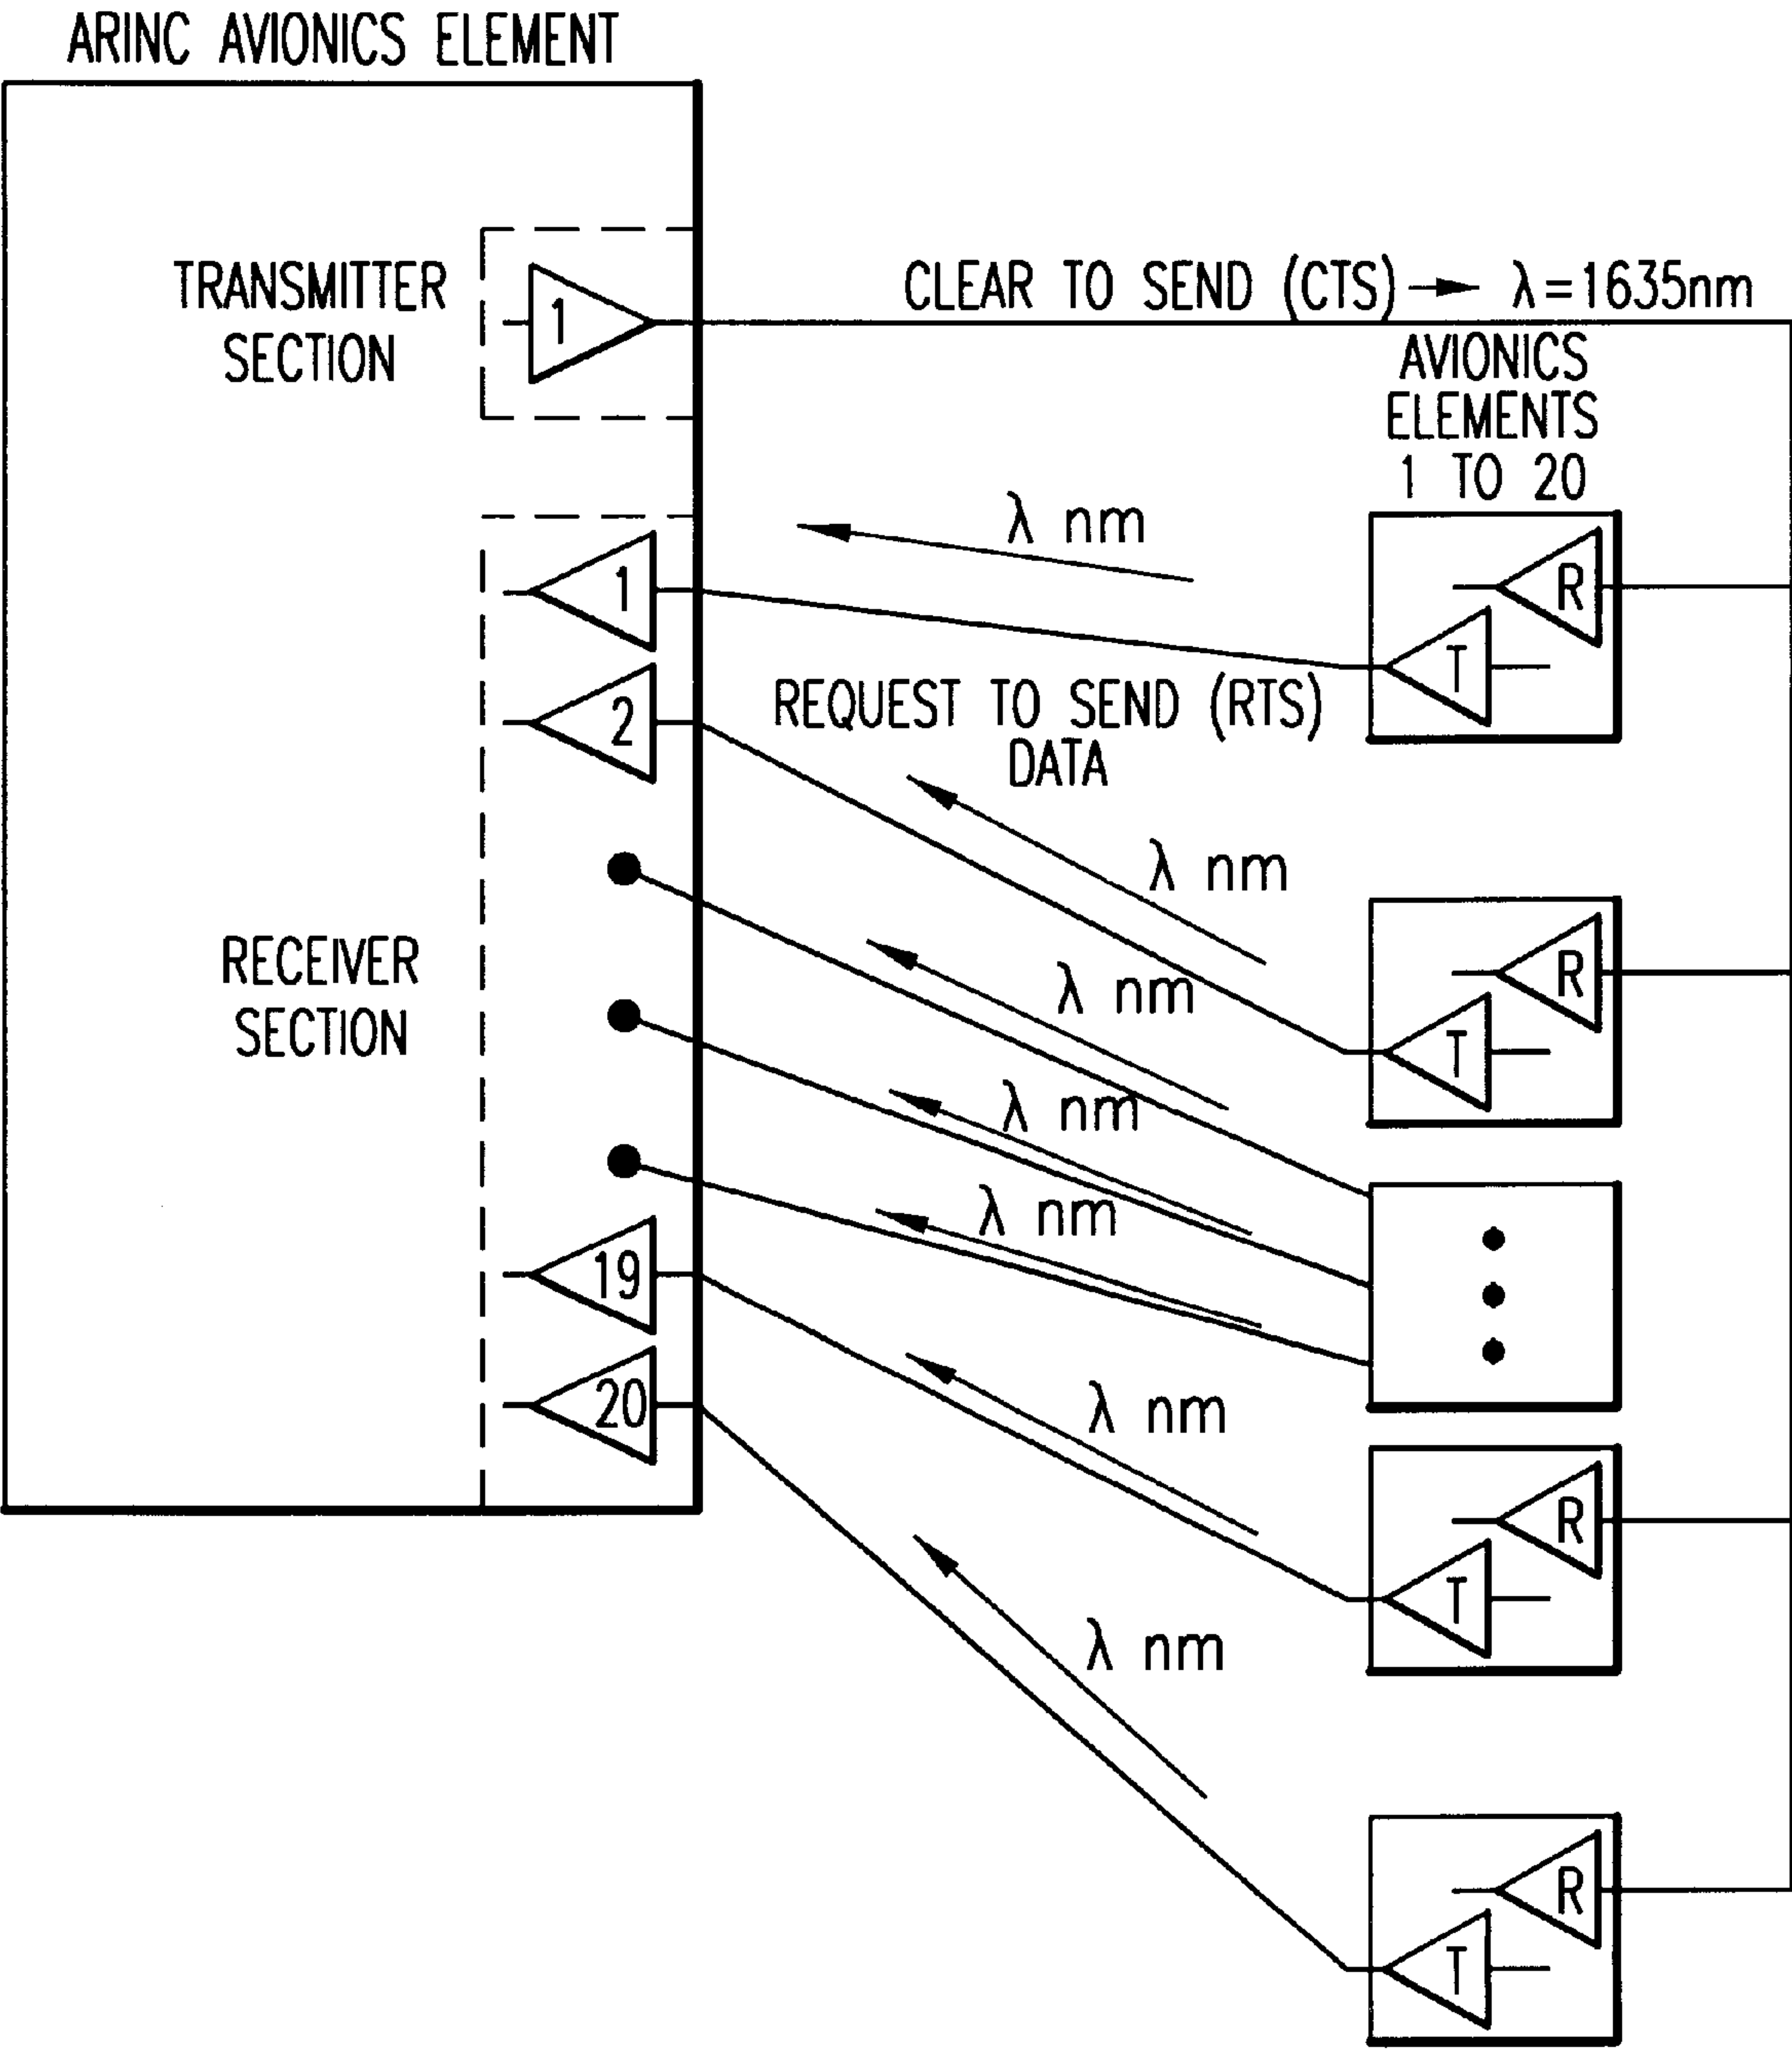 ARINC AVIONICS ELEMENT
TRANSMITTER
SECTION
1
CLEAR TO SEND (CTS) → λ=1635nm
AVIONICS
ELEMENTS
1 TO 20
λ nm
1
R
T
2
REQUEST TO SEND (RTS)
DATA
λ nm
RECEIVER
SECTION
λ nm
R
T
λ nm
λ nm
19
20
λ nm
R
T
λ nm
R
T